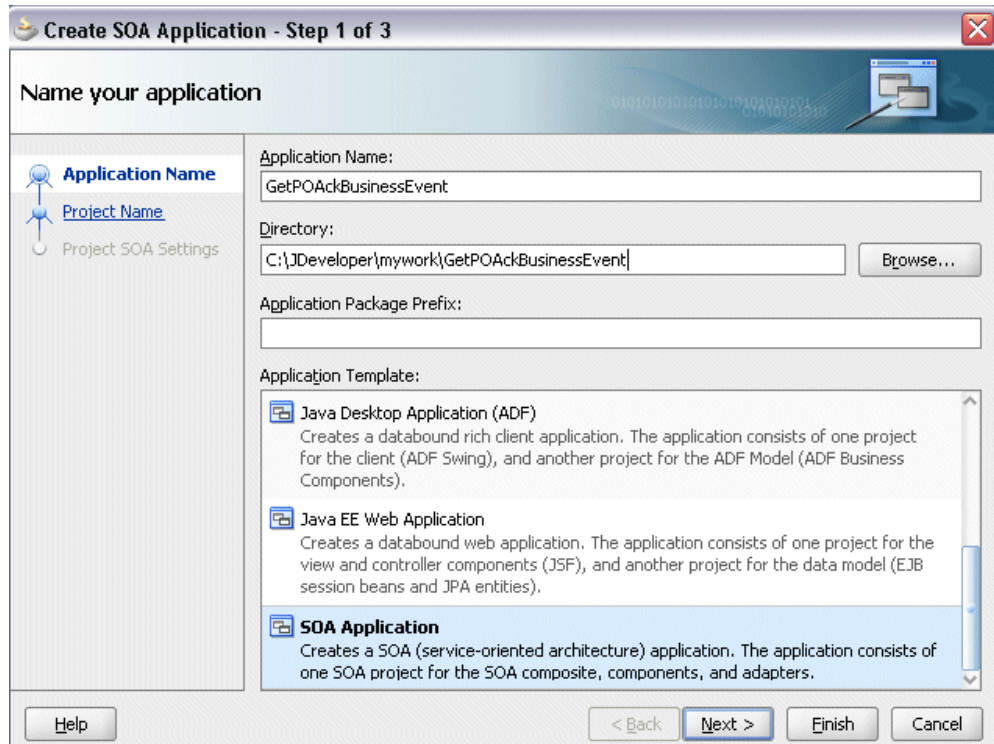 Create SOA Application - Step 1 of 3
Name your application
Application Name
Project Name
Project SOA Settings
Application Name:
GetPOAckBusinessEvent
Directory:
C:\JDeveloper\mywork\GetPOAckBusinessEvent
Browse...
Application Package Prefix:
Application Template:
Java Desktop Application (ADF)
Creates a databound rich client application. The application consists of one project
for the client (ADF Swing), and another project for the ADF Model (ADF Business
Components).
Java EE Web Application
Creates a databound web application. The application consists of one project for the
view and controller components (JSF), and another project for the data model (EJB
session beans and JPA entities).
SOA Application
Creates a SOA (service-oriented architecture) application. The application consists of
one SOA project for the SOA composite, components, and adapters.
Help
< Back
Next >
Finish
Cancel